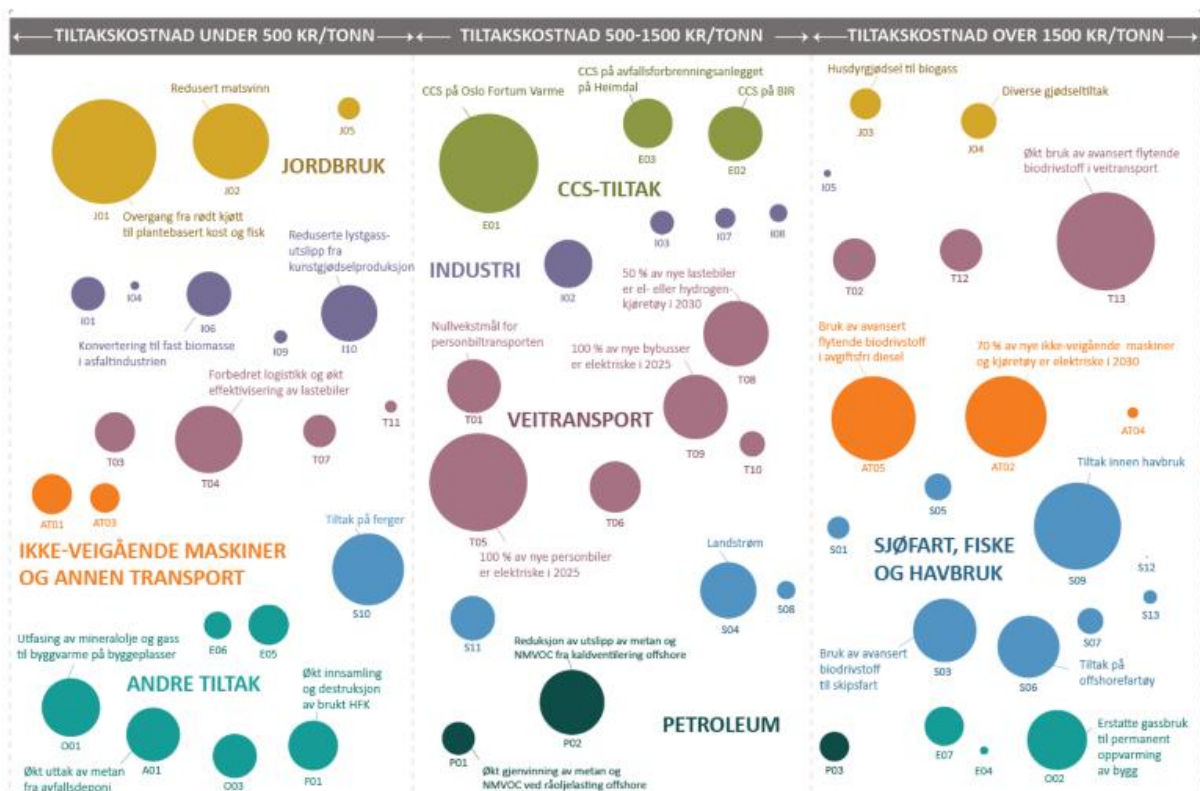 TILTAKSKOSTNAD UNDER 500 KR/TONN
Redusert matsvinn
J05
JORDBRUK
J02
J01
Overgang fra rødt kjøtt
til plantebasert kost og fisk
Reduserte lystgass-
utslipp fra
kunstgjødselproduksjon
I01
I04
I06
I09
I10
Konvertering til fast biomasse
i asfaltindustrien
Forbedret logistikk og økt
effektivisering av lastebiler
T03
T04
T07
T11
AT01
AT03
Tiltak på ferger
IKKE-VEIGÅENDE MASKINER
OG ANNEN TRANSPORT
S10
E06
E05
Utfasing av mineralolje og gass
til byggvarme på byggeplasser
ANDRE TILTAK
Økt innsamling
og destruksjon
av brukt HFK
O01
A01
O03
F01
Økt uttak av metan
fra avfallsdeponi
TILTAKSKOSTNAD 500-1500 KR/TONN
CCS på Oslo Fortum Varme
CCS på avfallsforbrenningsanlegget
på Heimdal
CCS på BIR
E03
E02
CCS-TILTAK
E01
I03
I07
I08
INDUSTRI
I02
50 % av nye lastebiler
er el- eller hydrogen-
kjøretøy i 2030
Nullvekstmål for
personbiltransporten
100 % av nye bybusser
er elektriske i 2025
T08
T01
VEITRANSPORT
T09
T10
T05
T06
100 % av nye personbiler
er elektriske i 2025
Landstrøm
S11
S04
S08
Reduksjon av utslipp av metan og
NMVOC fra kaldventilering offshore
PETROLEUM
P02
P01
Økt gjenvinning av metan og
NMVOC ved råoljelasting offshore
TILTAKSKOSTNAD OVER 1500 KR/TONN
Husdyrgjødsel til biogass
Diverse gjødseltiltak
J03
J04
Økt bruk av avansert flytende
biodrivstoff i veitransport
I05
T02
T12
T13
Bruk av avansert
flytende biodrivstoff
i avgiftsfri diesel
70 % av nye ikke-veigående maskiner
og kjøretøy er elektriske i 2030
AT05
AT02
AT04
Tiltak innen havbruk
S05
S01
SJØFART, FISKE
OG HAVBRUK
S09
S12
S13
S07
Bruk av avansert
biodrivstoff
til skipsfart
S03
S06
Tiltak på
offshorefartøy
P03
E07
E04
O02
Erstatte gassbruk
til permanent
oppvarming
av bygg